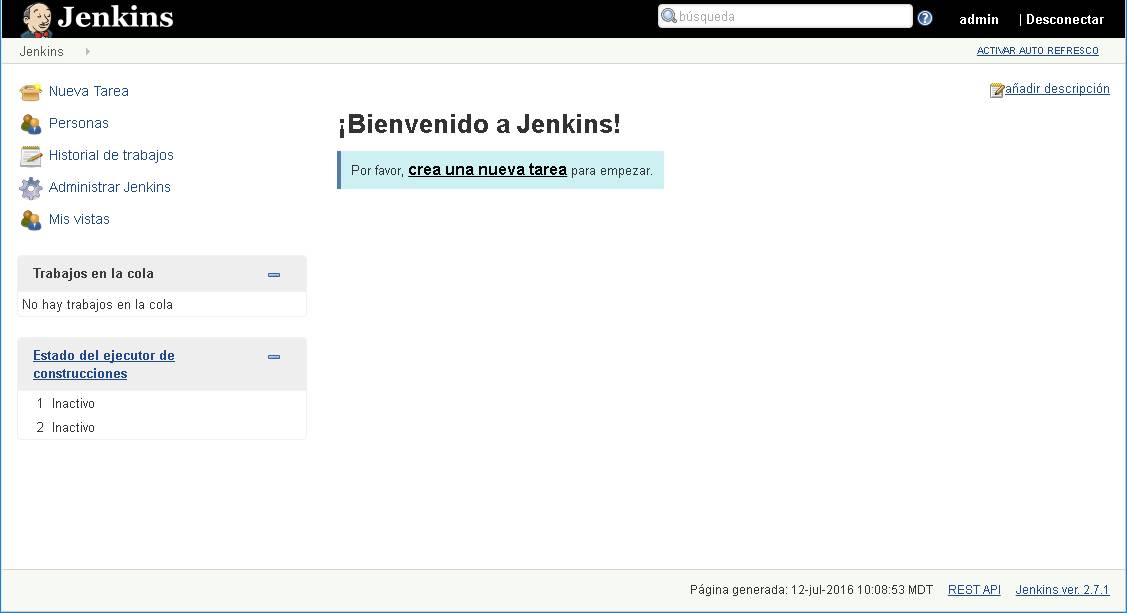 Jenkins
búsqueda
?
admin
| Desconectar
Jenkins
ACTIVAR AUTO REFRESCO
Nueva Tarea
Personas
Historial de trabajos
Administrar Jenkins
Mis vistas
añadir descripción
¡Bienvenido a Jenkins!
Por favor, crea una nueva tarea para empezar.
Trabajos en la cola
No hay trabajos en la cola
Estado del ejecutor de
construcciones
1 Inactivo
2 Inactivo
Página generada: 12-jul-2016 10:08:53 MDT REST API Jenkins ver. 2.7.1